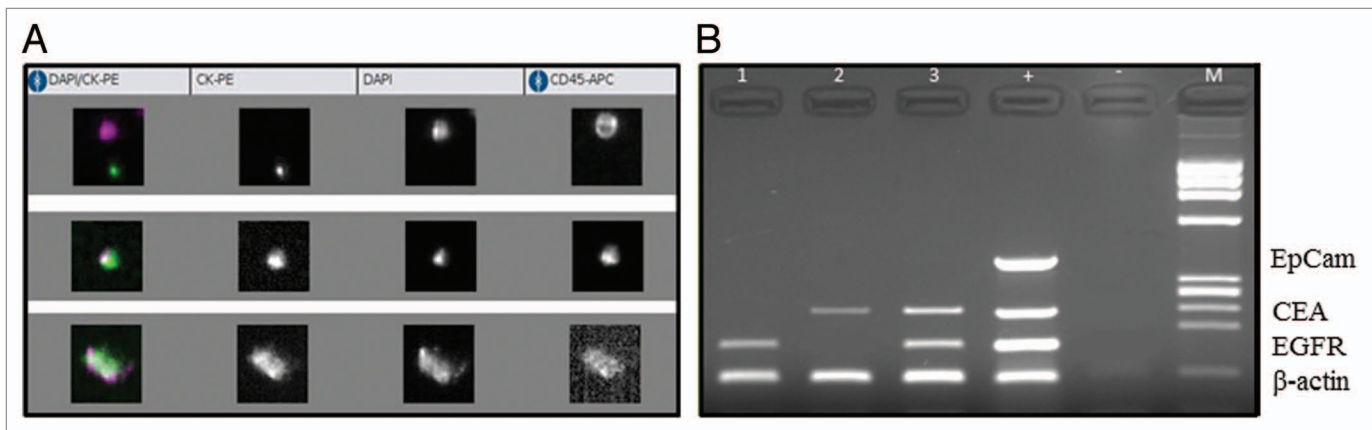 A
DAPI/CK-PE CK-PE DAPI CD45-APC
B
1 2 3 + - M
EpCam
CEA
EGFR
β-actin